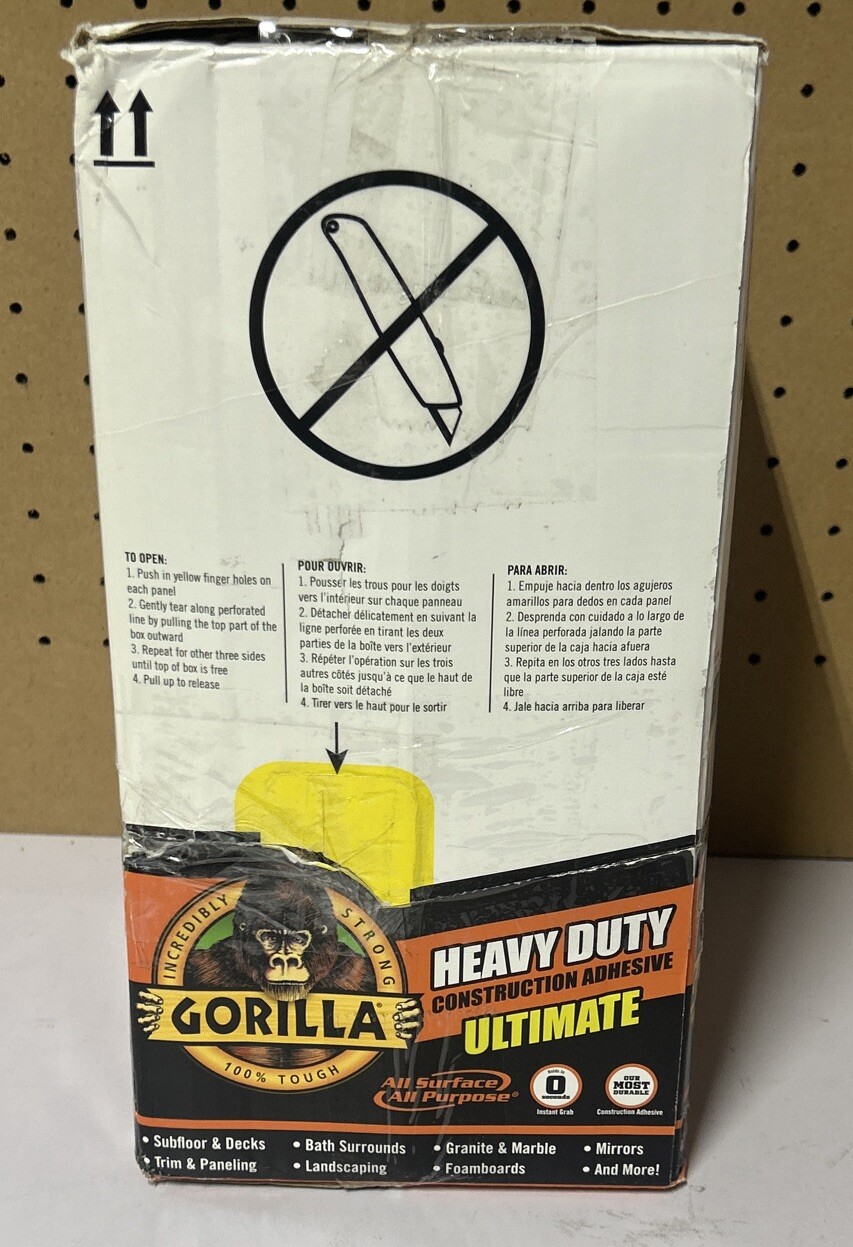 TO OPEN:
1. Push in yellow finger holes on
each panel
2. Gently tear along perforated
line by pulling the top part of the
box outward
3. Repeat for other three sides
until top of box is free
4. Pull up to release
POUR OUVRIR:
1. Pousser les trous pour les doigts
vers l'intérieur sur chaque panneau
2. Détacher délicatement en suivant la
ligne perforée en tirant les deux
parties de la boîte vers l'extérieur
3. Répéter l'opération sur les trois
autres côtés jusqu'à ce que le haut de
la boîte soit détaché
4. Tirer vers le haut pour le sortir
PARA ABRIR:
1. Empuje hacia dentro los agujeros
amarillos para dedos en cada panel
2. Desprenda con cuidado a lo largo de
la línea perforada jalando la parte
superior de la caja hacia afuera
3. Repita en los otros tres lados hasta
que la parte superior de la caja esté
libre
4. Jale hacia arriba para liberar
INCREDIBLY STRONG
GORILLA®
100% TOUGH
HEAVY DUTY
CONSTRUCTION ADHESIVE
ULTIMATE
All Surface
All Purpose®
Holds in
0
seconds
Instant Grab
OUR
MOST
DURABLE
Construction Adhesive
• Subfloor & Decks
• Trim & Paneling
• Bath Surrounds
• Landscaping
• Granite & Marble
• Foamboards
• Mirrors
• And More!